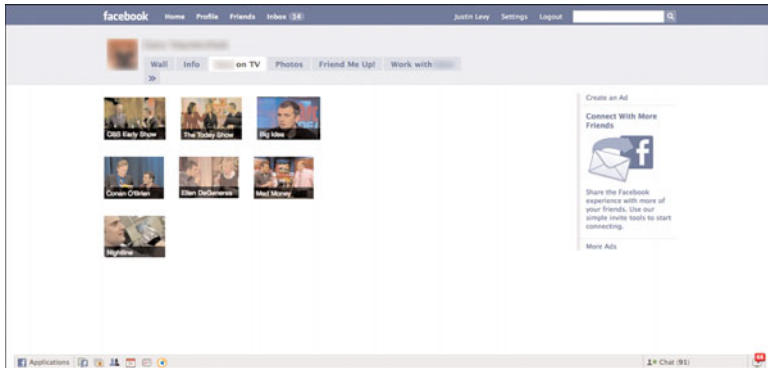 facebook Home Profile Friends Inbox 14 Justin Levy Settings Logout
Wall Info on TV Photos Friend Me Up! Work with
»
CBS Early Show The Today Show Big Idea
Conan O'Brien Ellen DeGeneres Mad Money
Nightline
Create an Ad
Connect With More
Friends
Share the Facebook
experience with more of
your friends. Use our
simple invite tools to start
connecting.
More Ads
Applications Chat (91)